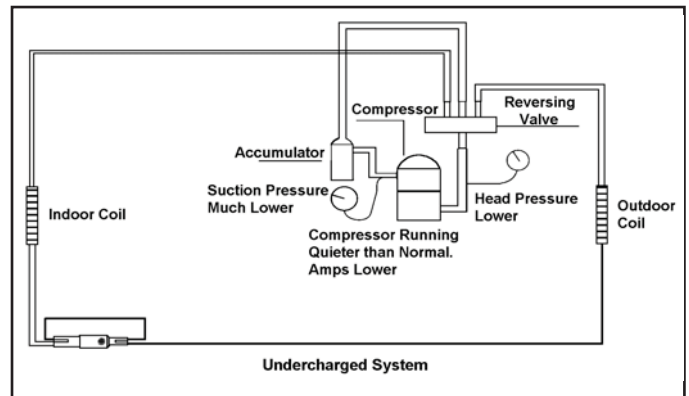 Compressor
Reversing
Valve
Accumulator
Suction Pressure
Much Lower
Head Pressure
Lower
Indoor Coil
Outdoor
Coil
Compressor Running
Quieter than Normal.
Amps Lower
Undercharged System